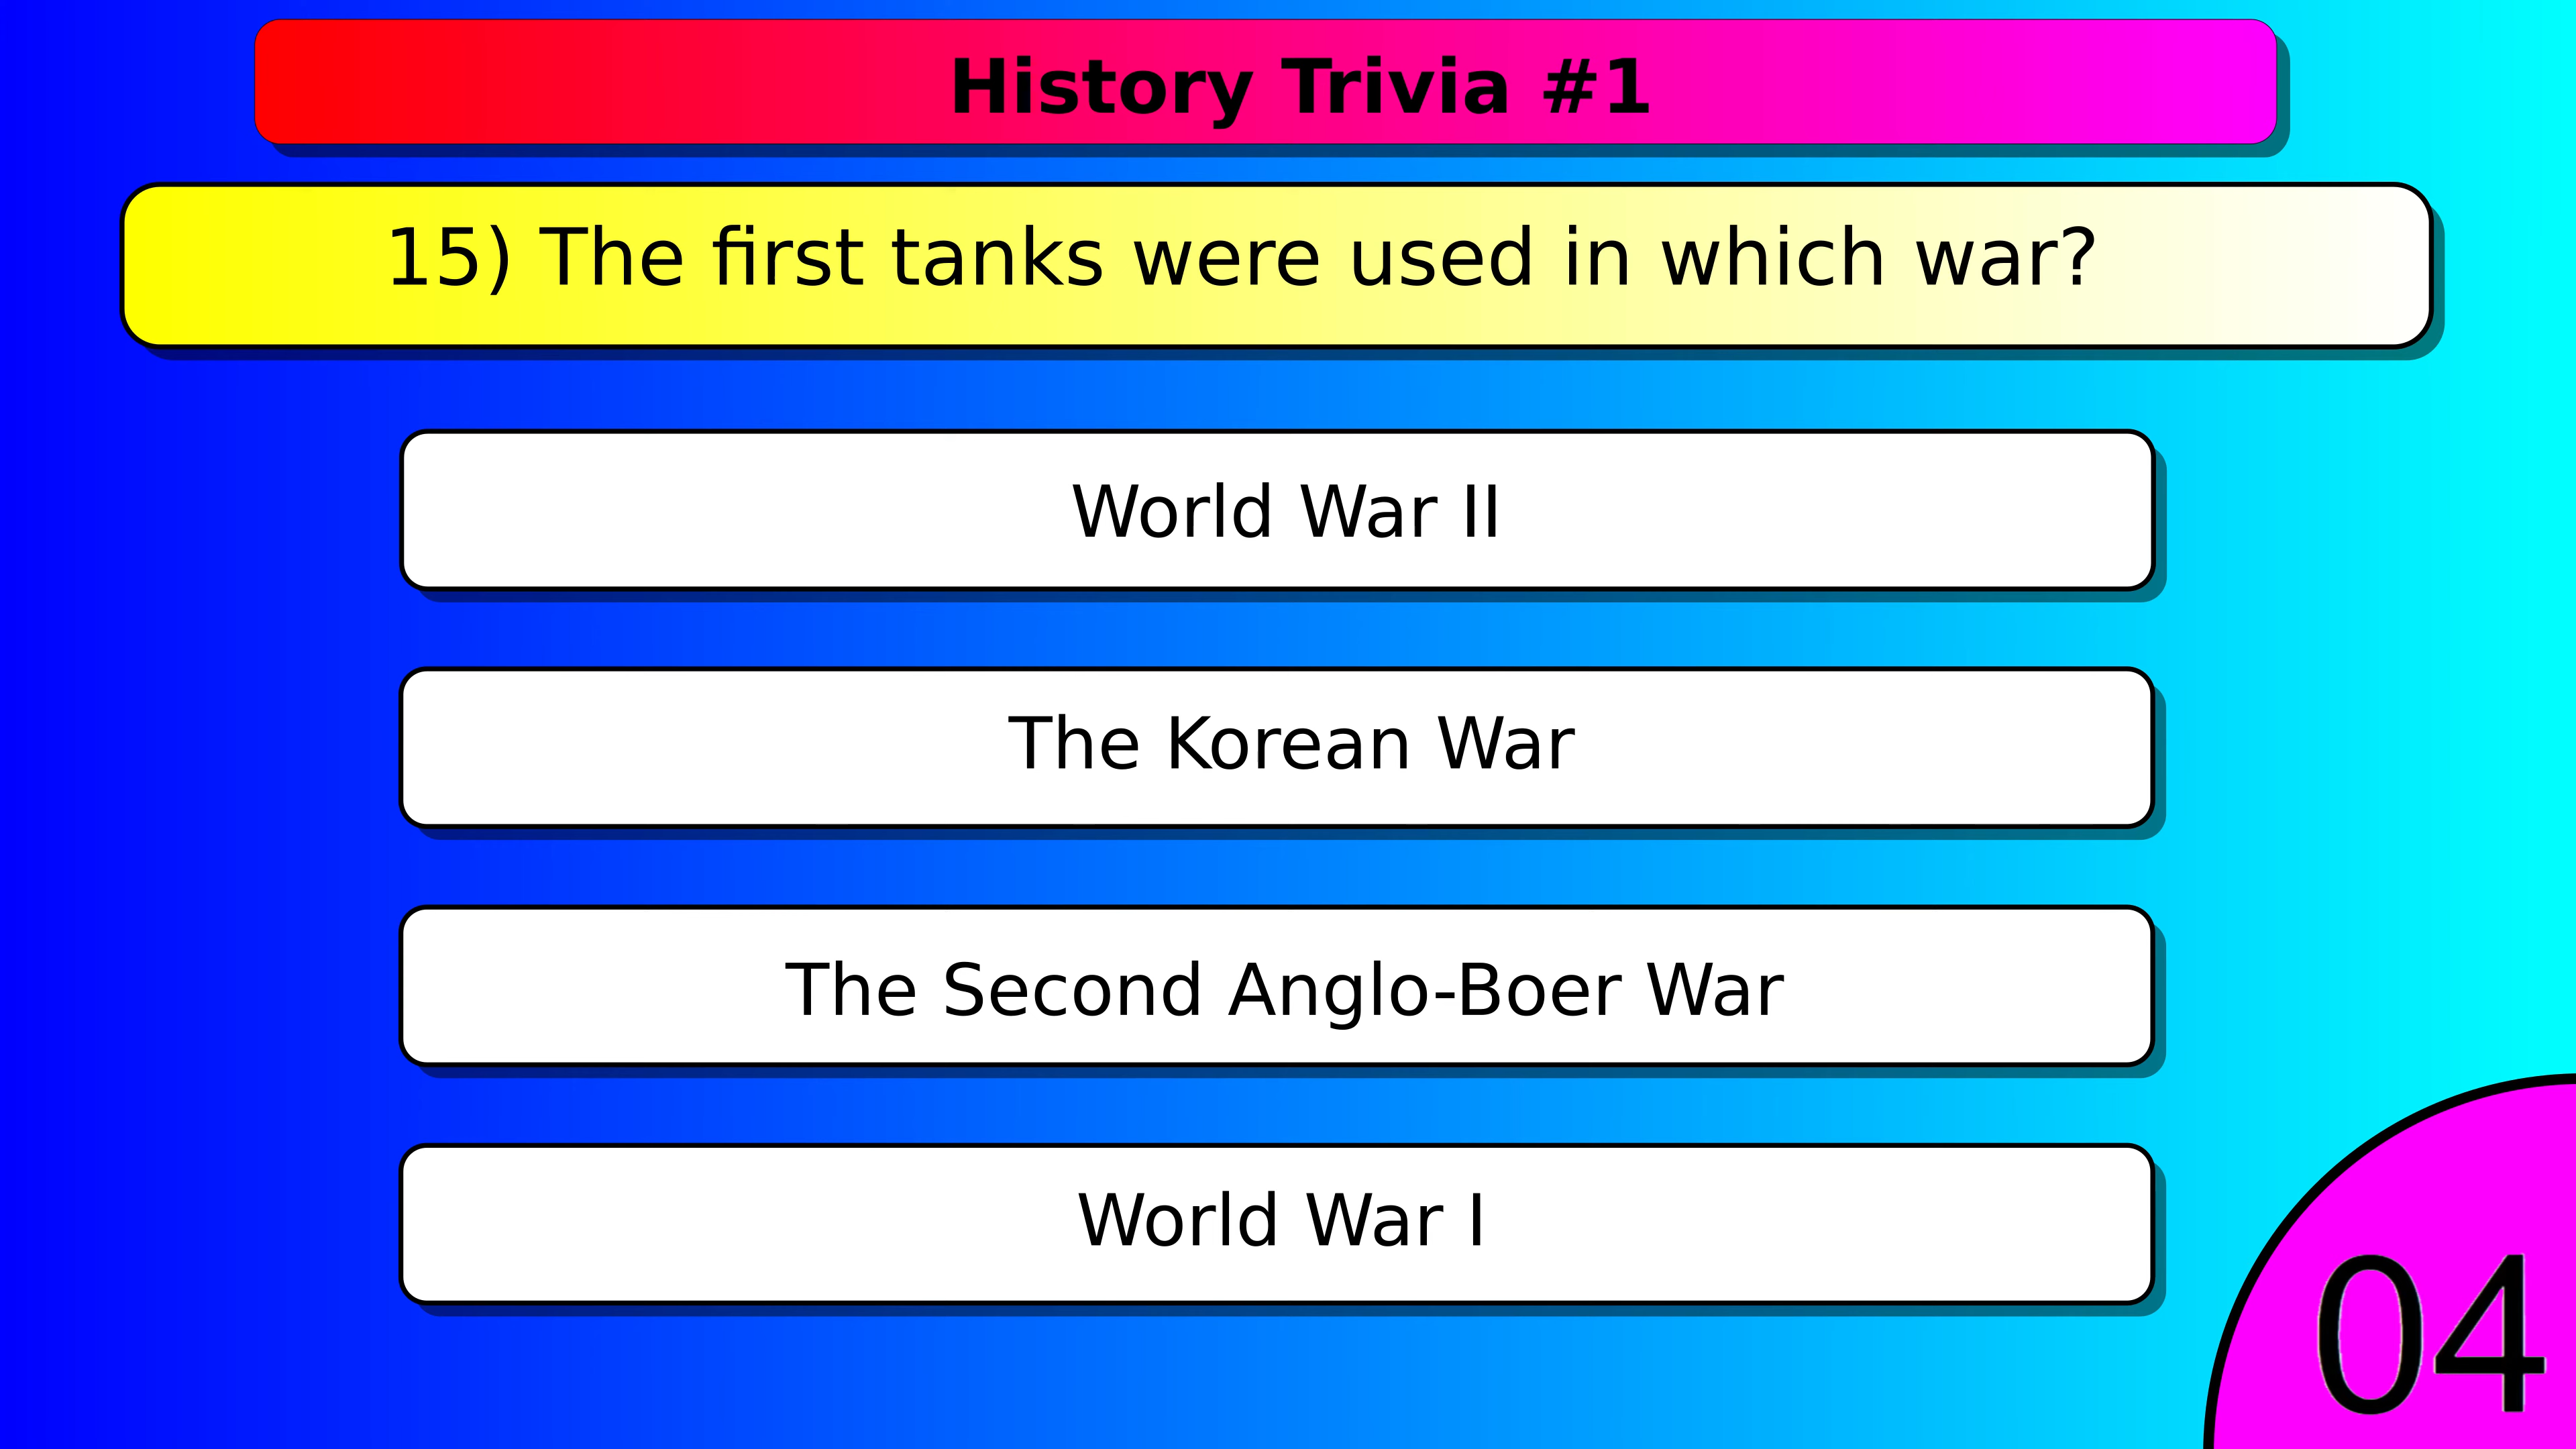 History Trivia #1
15) The first tanks were used in which war?
World War II
The Korean War
The Second Anglo-Boer War
World War I
04